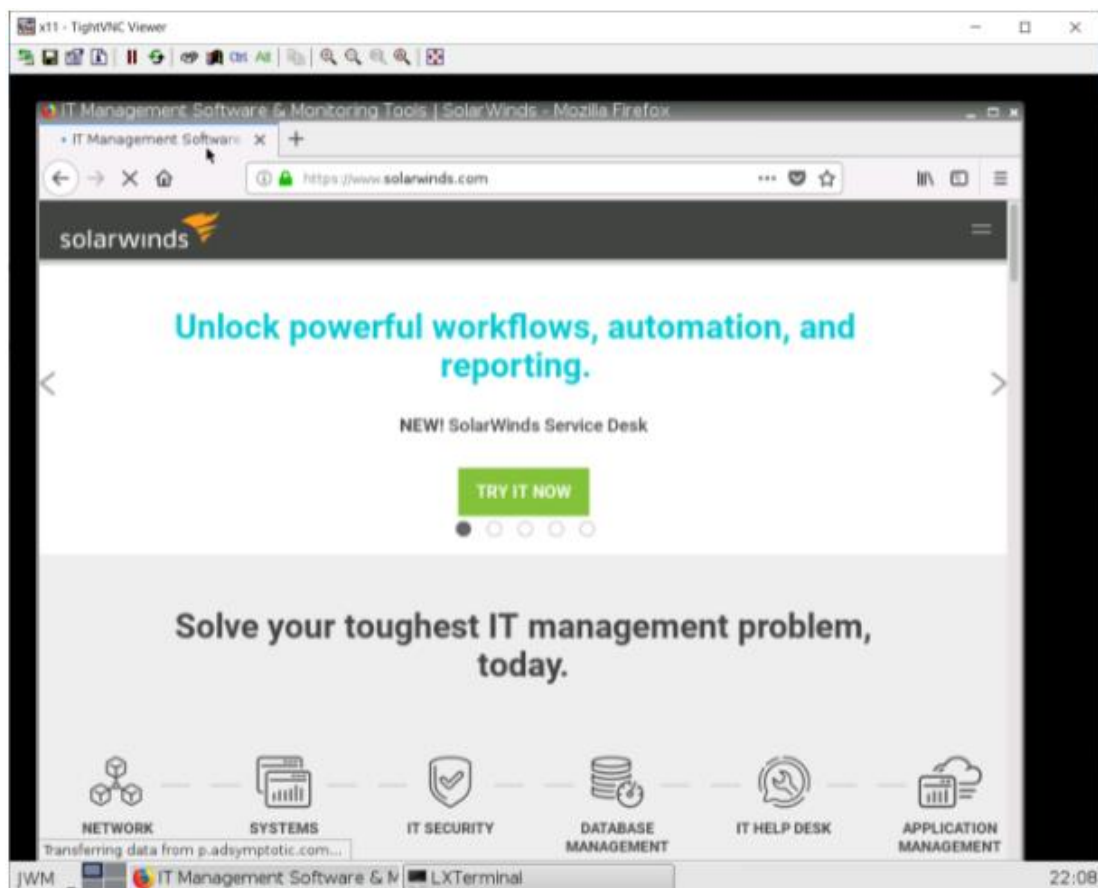 x11 - TightVNC Viewer
Ctrl Alt
IT Management Software & Monitoring Tools | SolarWinds - Mozilla Firefox
IT Management Software
https://www.solarwinds.com
solarwinds
Unlock powerful workflows, automation, and
reporting.
NEW! SolarWinds Service Desk
TRY IT NOW
Solve your toughest IT management problem,
today.
NETWORK
SYSTEMS
IT SECURITY
DATABASE
MANAGEMENT
IT HELP DESK
APPLICATION
MANAGEMENT
Transferring data from p.adsymptotic.com...
JWM
IT Management Software & M
LXTerminal
22:08